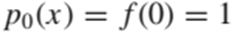 p₀(x) = f(0) = 1